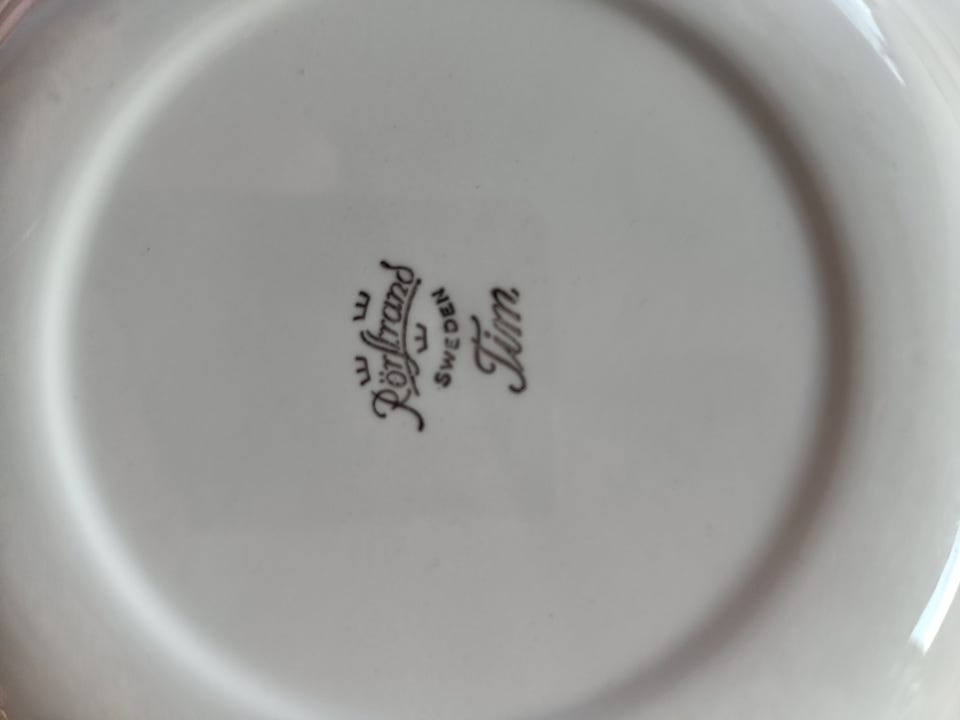 Rörstrand
SWEDEN
Tim.